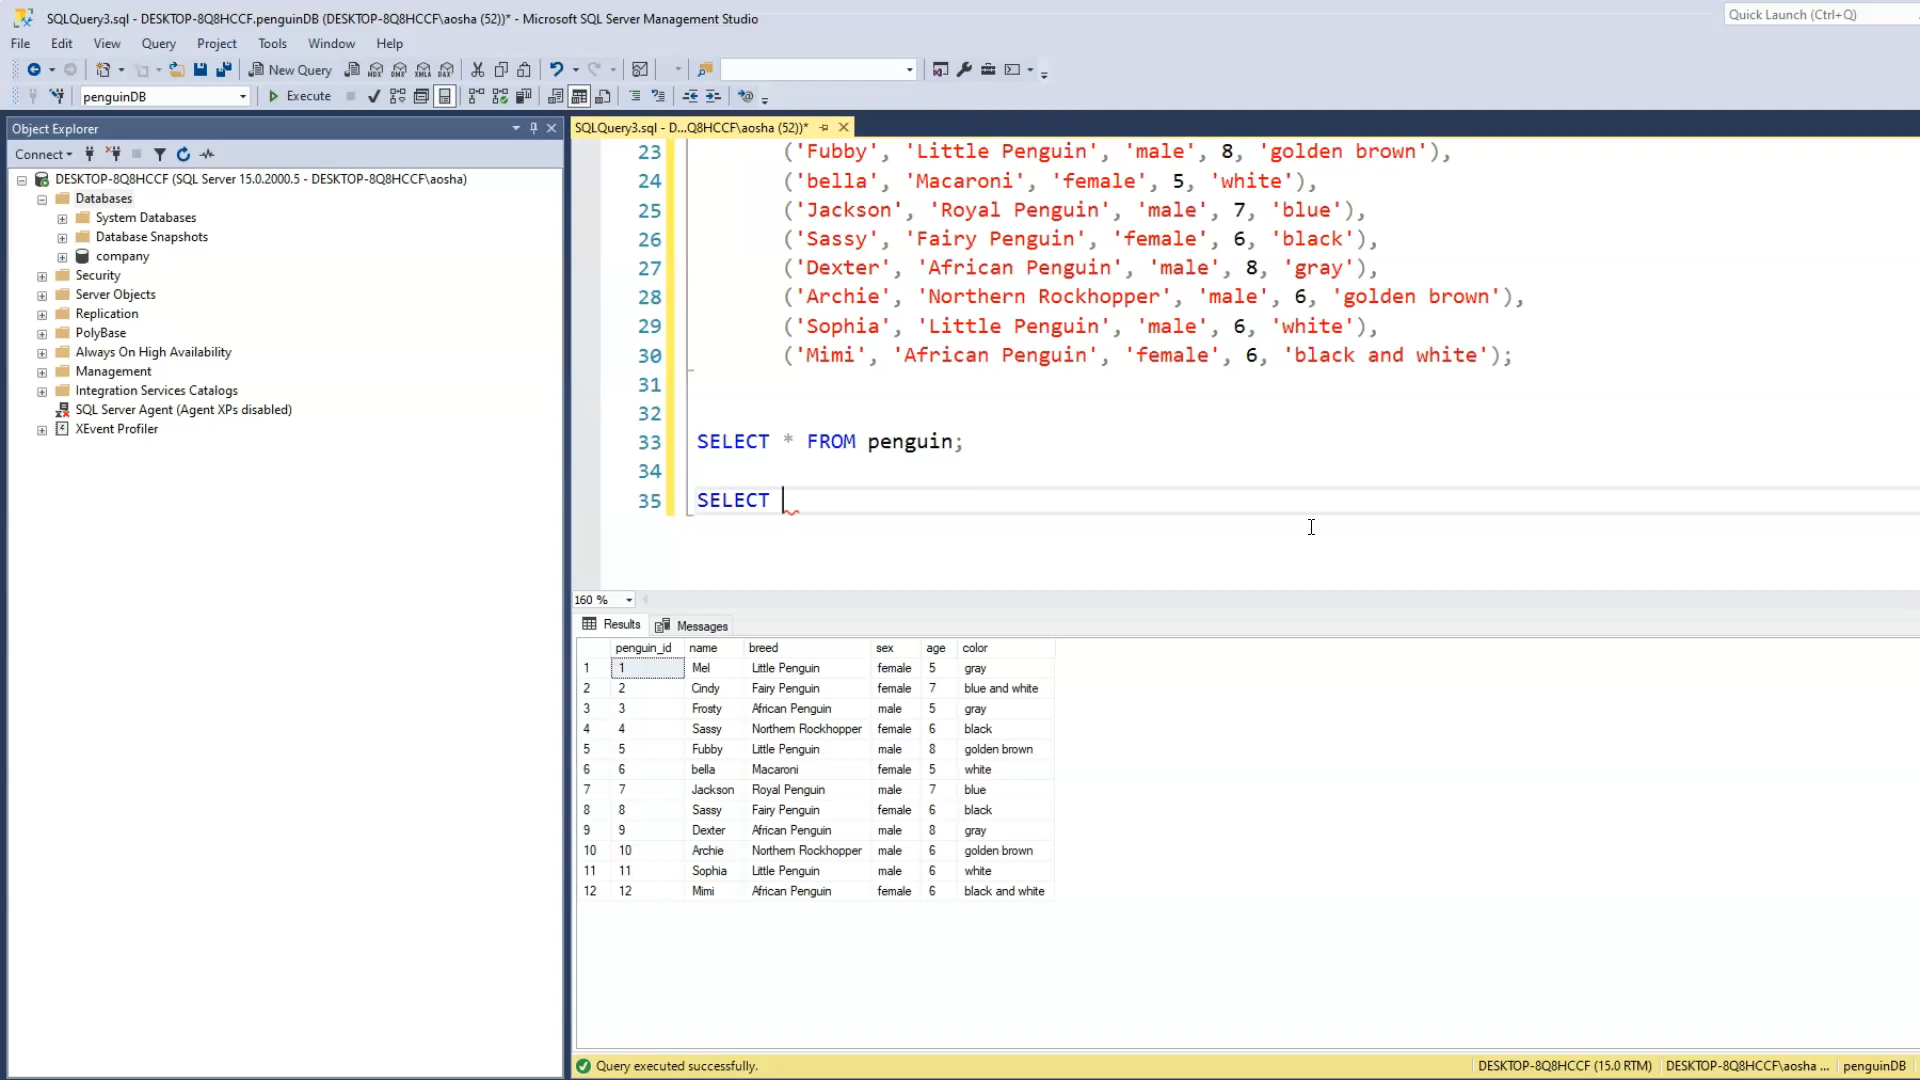 SQLQuery3.sql - DESKTOP-8Q8HCCF.penguinDB (DESKTOP-8Q8HCCF\aosha (52))* - Microsoft SQL Server Management Studio
Quick Launch (Ctrl+Q)
File Edit View Query Project Tools Window Help
New Query
penguinDB
Execute
Object Explorer
Connect
DESKTOP-8Q8HCCF (SQL Server 15.0.2000.5 - DESKTOP-8Q8HCCF\aosha)
Databases
System Databases
Database Snapshots
company
Security
Server Objects
Replication
PolyBase
Always On High Availability
Management
Integration Services Catalogs
SQL Server Agent (Agent XPs disabled)
XEvent Profiler
SQLQuery3.sql - D...Q8HCCF\aosha (52))*
23 ('Fubby', 'Little Penguin', 'male', 8, 'golden brown'),
24 ('bella', 'Macaroni', 'female', 5, 'white'),
25 ('Jackson', 'Royal Penguin', 'male', 7, 'blue'),
26 ('Sassy', 'Fairy Penguin', 'female', 6, 'black'),
27 ('Dexter', 'African Penguin', 'male', 8, 'gray'),
28 ('Archie', 'Northern Rockhopper', 'male', 6, 'golden brown'),
29 ('Sophia', 'Little Penguin', 'male', 6, 'white'),
30 ('Mimi', 'African Penguin', 'female', 6, 'black and white');
31
32
33 SELECT * FROM penguin;
34
35 SELECT
160 %
Results Messages
penguin_id name breed sex age color
1 1 Mel Little Penguin female 5 gray
2 2 Cindy Fairy Penguin female 7 blue and white
3 3 Frosty African Penguin male 5 gray
4 4 Sassy Northern Rockhopper female 6 black
5 5 Fubby Little Penguin male 8 golden brown
6 6 bella Macaroni female 5 white
7 7 Jackson Royal Penguin male 7 blue
8 8 Sassy Fairy Penguin female 6 black
9 9 Dexter African Penguin male 8 gray
10 10 Archie Northern Rockhopper male 6 golden brown
11 11 Sophia Little Penguin male 6 white
12 12 Mimi African Penguin female 6 black and white
Query executed successfully.
DESKTOP-8Q8HCCF (15.0 RTM) DESKTOP-8Q8HCCF\aosha ... penguinDB